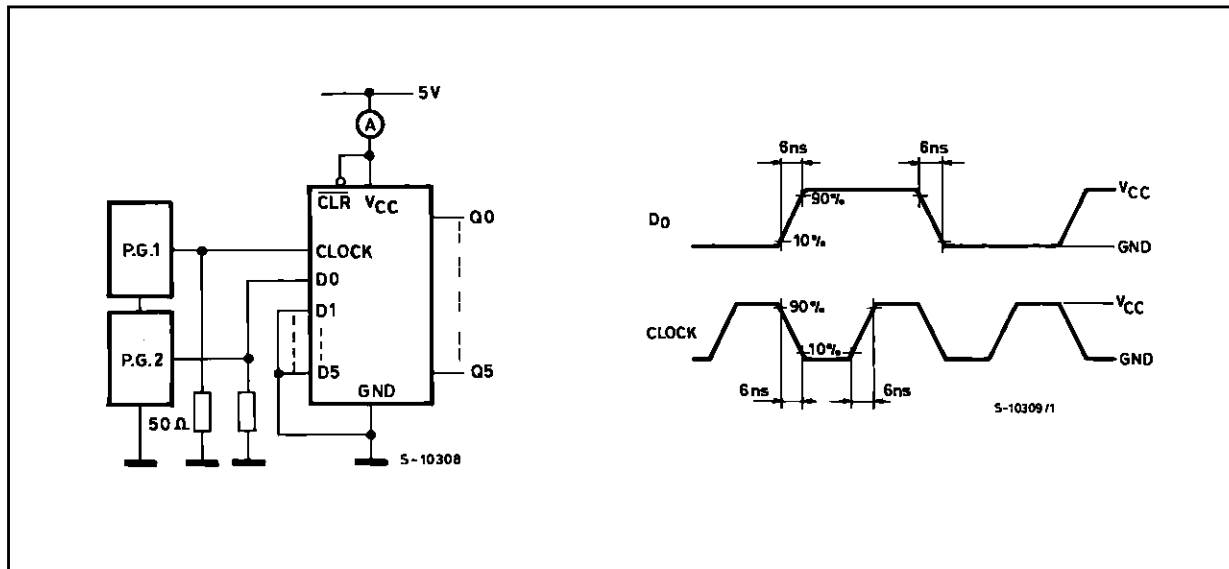 5V
A
CLR VCC
P.G.1
CLOCK
D0
D1
P.G.2
D5
GND
50 Ω
Q0
Q5
S-10308
6ns 6ns
90%
10%
D0
VCC
GND
90%
10%
CLOCK
VCC
GND
6ns 6ns
S-10309/1